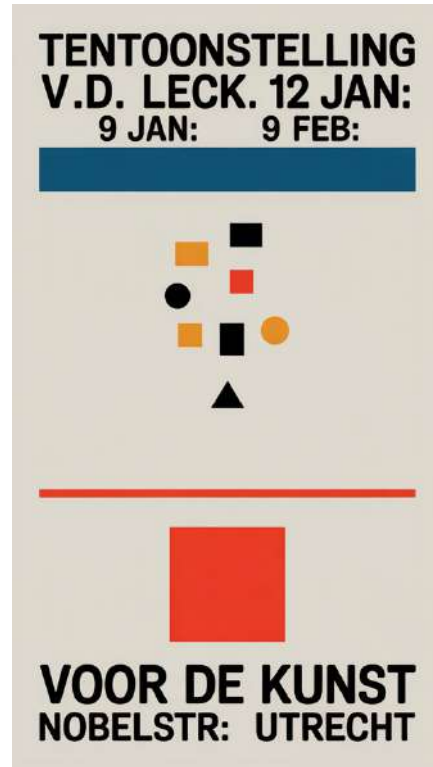 TENTOONSTELLING
V.D. LECK. 12 JAN:
9 JAN: 9 FEB:
VOOR DE KUNST
NOBELSTR: UTRECHT